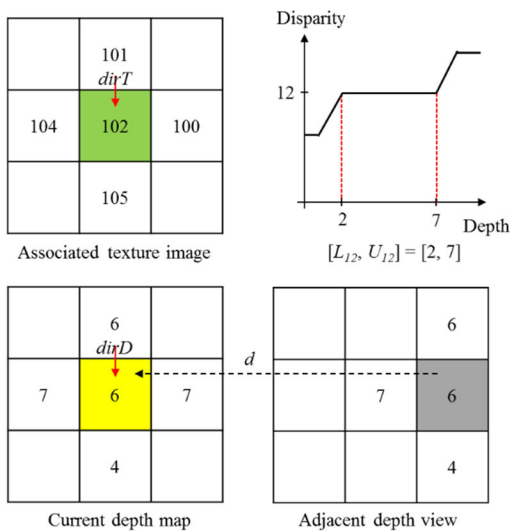 101
dirT
104 102 100
105
Associated texture image
Disparity
12
2 7
Depth
[L12, U12] = [2, 7]
6
dirD
7 6 7
4
Current depth map
d
6
7 6
4
Adjacent depth view